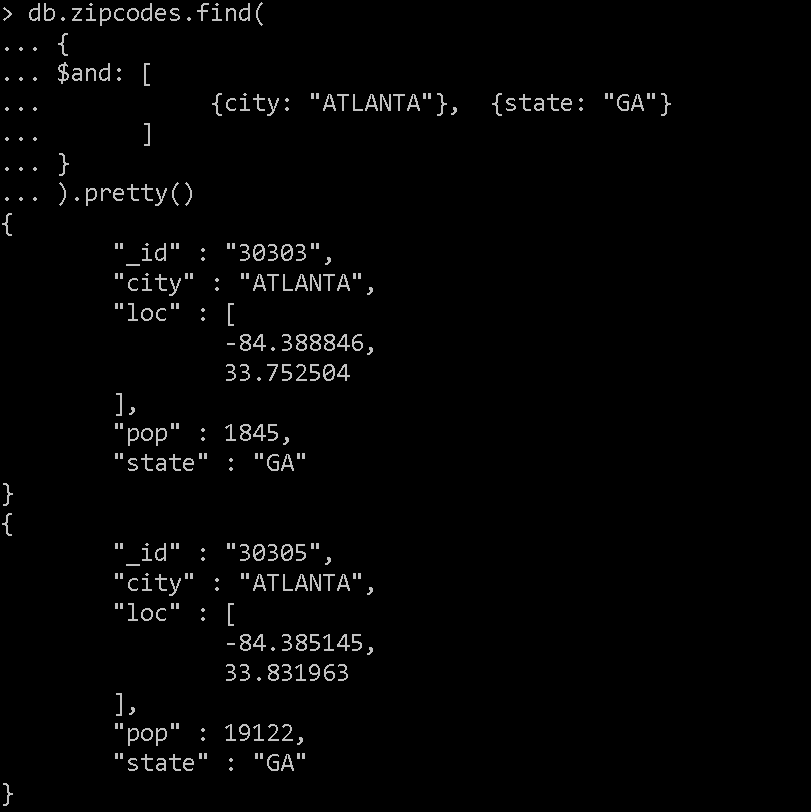 > db.zipcodes.find(
... {
... $and: [
...            {city: "ATLANTA"},  {state: "GA"}
...       ]
... }
... ).pretty()
{
        "_id" : "30303",
        "city" : "ATLANTA",
        "loc" : [
                -84.388846,
                33.752504
        ],
        "pop" : 1845,
        "state" : "GA"
}
{
        "_id" : "30305",
        "city" : "ATLANTA",
        "loc" : [
                -84.385145,
                33.831963
        ],
        "pop" : 19122,
        "state" : "GA"
}